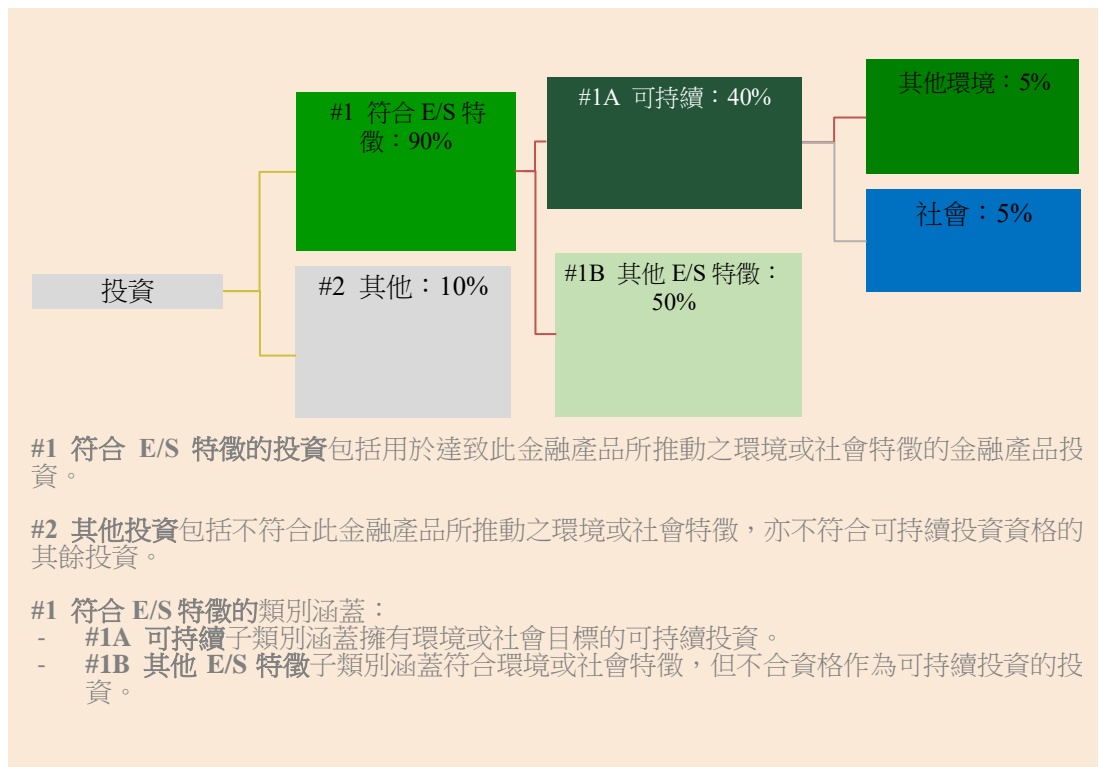 #1 符合 E/S 特
徵：90%
#1A 可持續：40%
其他環境：5%
社會：5%
投資
#2 其他：10%
#1B 其他 E/S 特徵：
50%
#1 符合 E/S 特徵的投資包括用於達致此金融產品所推動之環境或社會特徵的金融產品投
資。
#2 其他投資包括不符合此金融產品所推動之環境或社會特徵，亦不符合可持續投資資格的
其餘投資。
#1 符合 E/S 特徵的類別涵蓋：
- #1A 可持續子類別涵蓋擁有環境或社會目標的可持續投資。
- #1B 其他 E/S 特徵子類別涵蓋符合環境或社會特徵，但不合資格作為可持續投資的投
資。